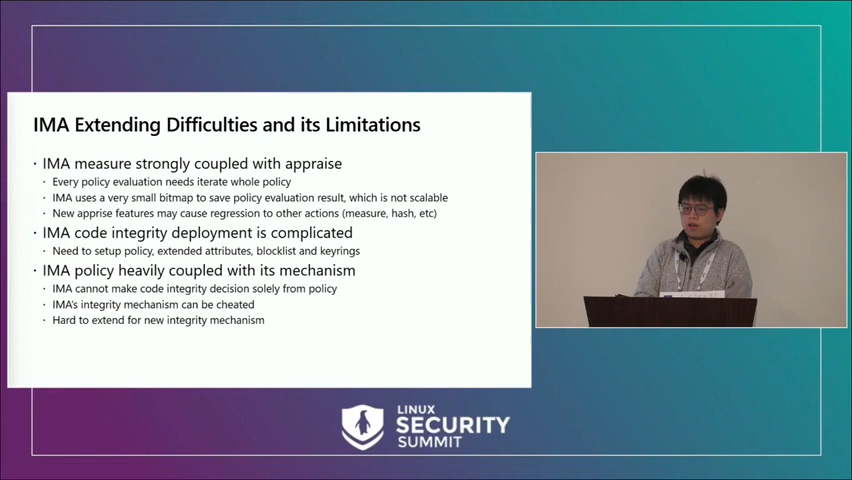 IMA Extending Difficulties and its Limitations
· IMA measure strongly coupled with appraise
· Every policy evaluation needs iterate whole policy
· IMA uses a very small bitmap to save policy evaluation result, which is not scalable
· New apprise features may cause regression to other actions (measure, hash, etc)
· IMA code integrity deployment is complicated
· Need to setup policy, extended attributes, blocklist and keyrings
· IMA policy heavily coupled with its mechanism
· IMA cannot make code integrity decision solely from policy
· IMA's integrity mechanism can be cheated
· Hard to extend for new integrity mechanism
LINUX
SECURITY
SUMMIT